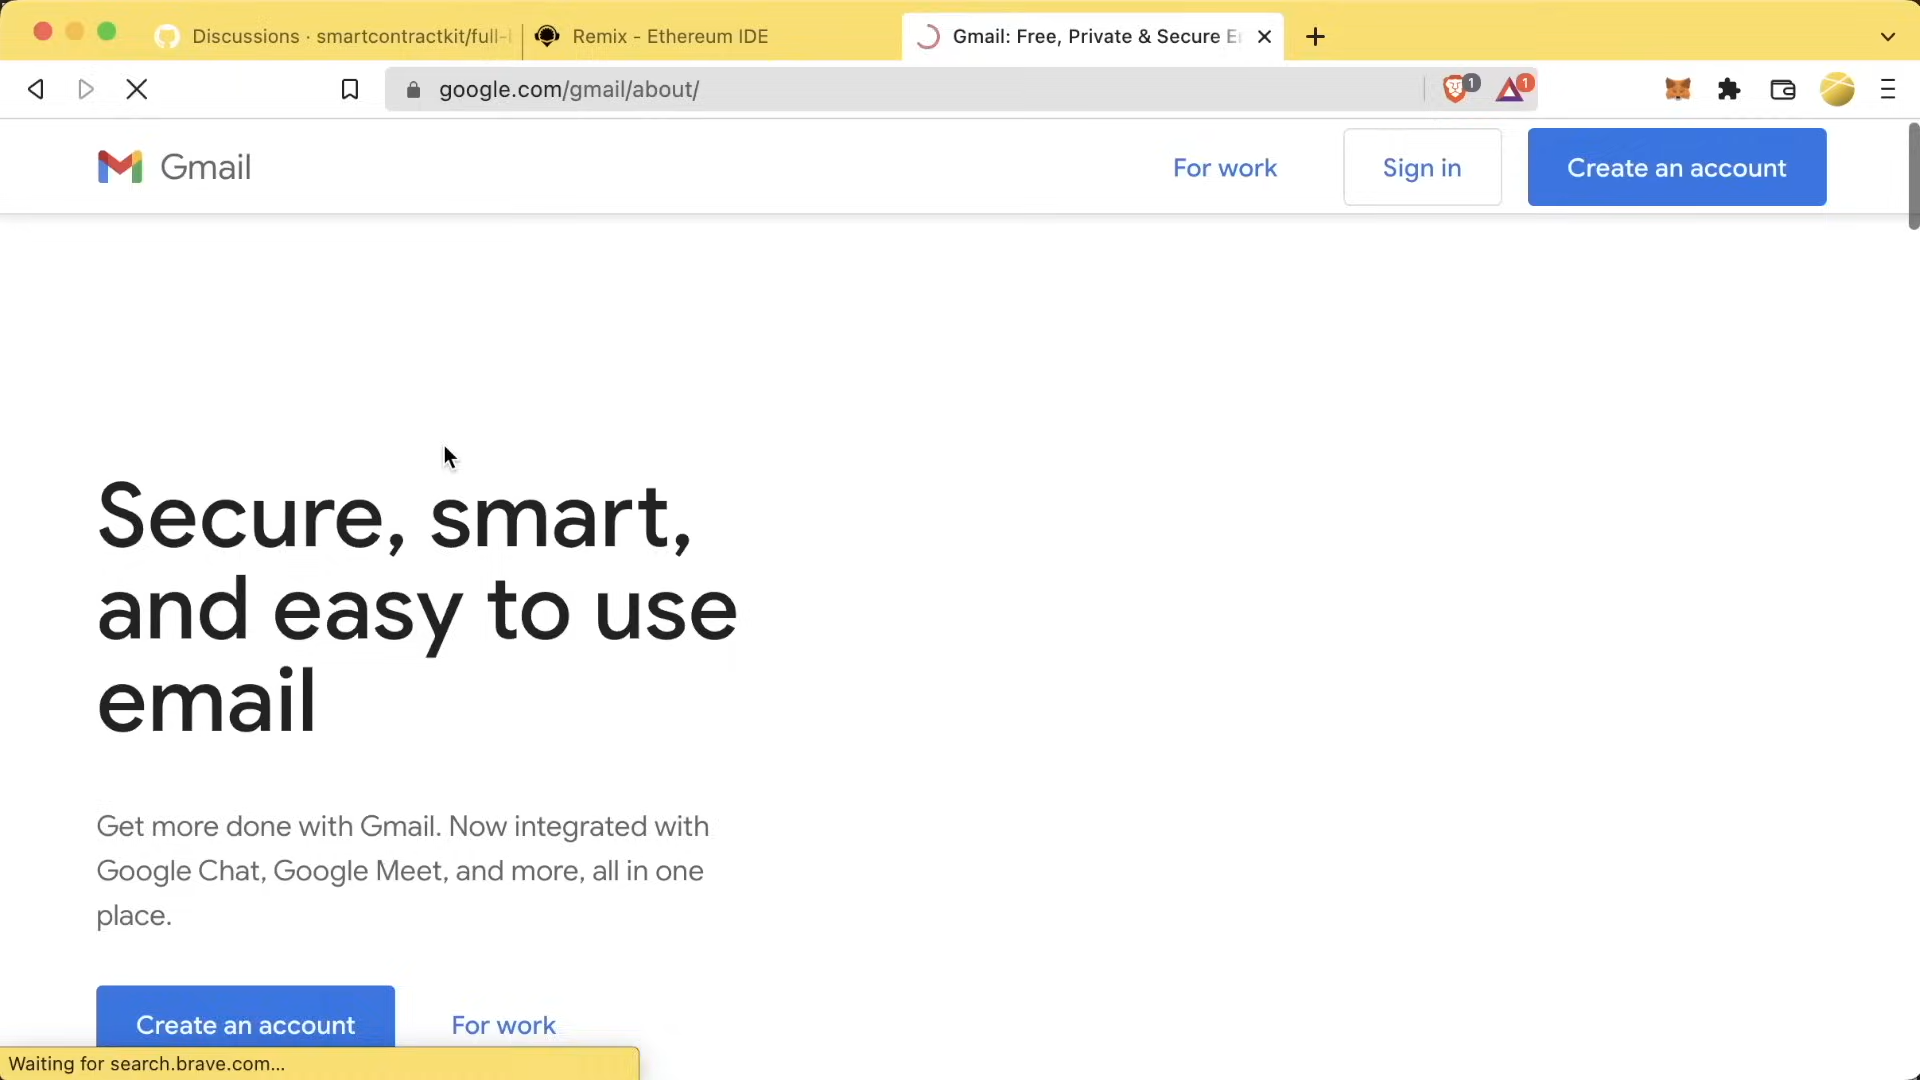 Discussions · smartcontractkit/full-
Remix - Ethereum IDE
Gmail: Free, Private & Secure E
google.com/gmail/about/
1
1
Gmail
For work
Sign in
Create an account
Secure, smart,
and easy to use
email
Get more done with Gmail. Now integrated with
Google Chat, Google Meet, and more, all in one
place.
Create an account
For work
Waiting for search.brave.com...